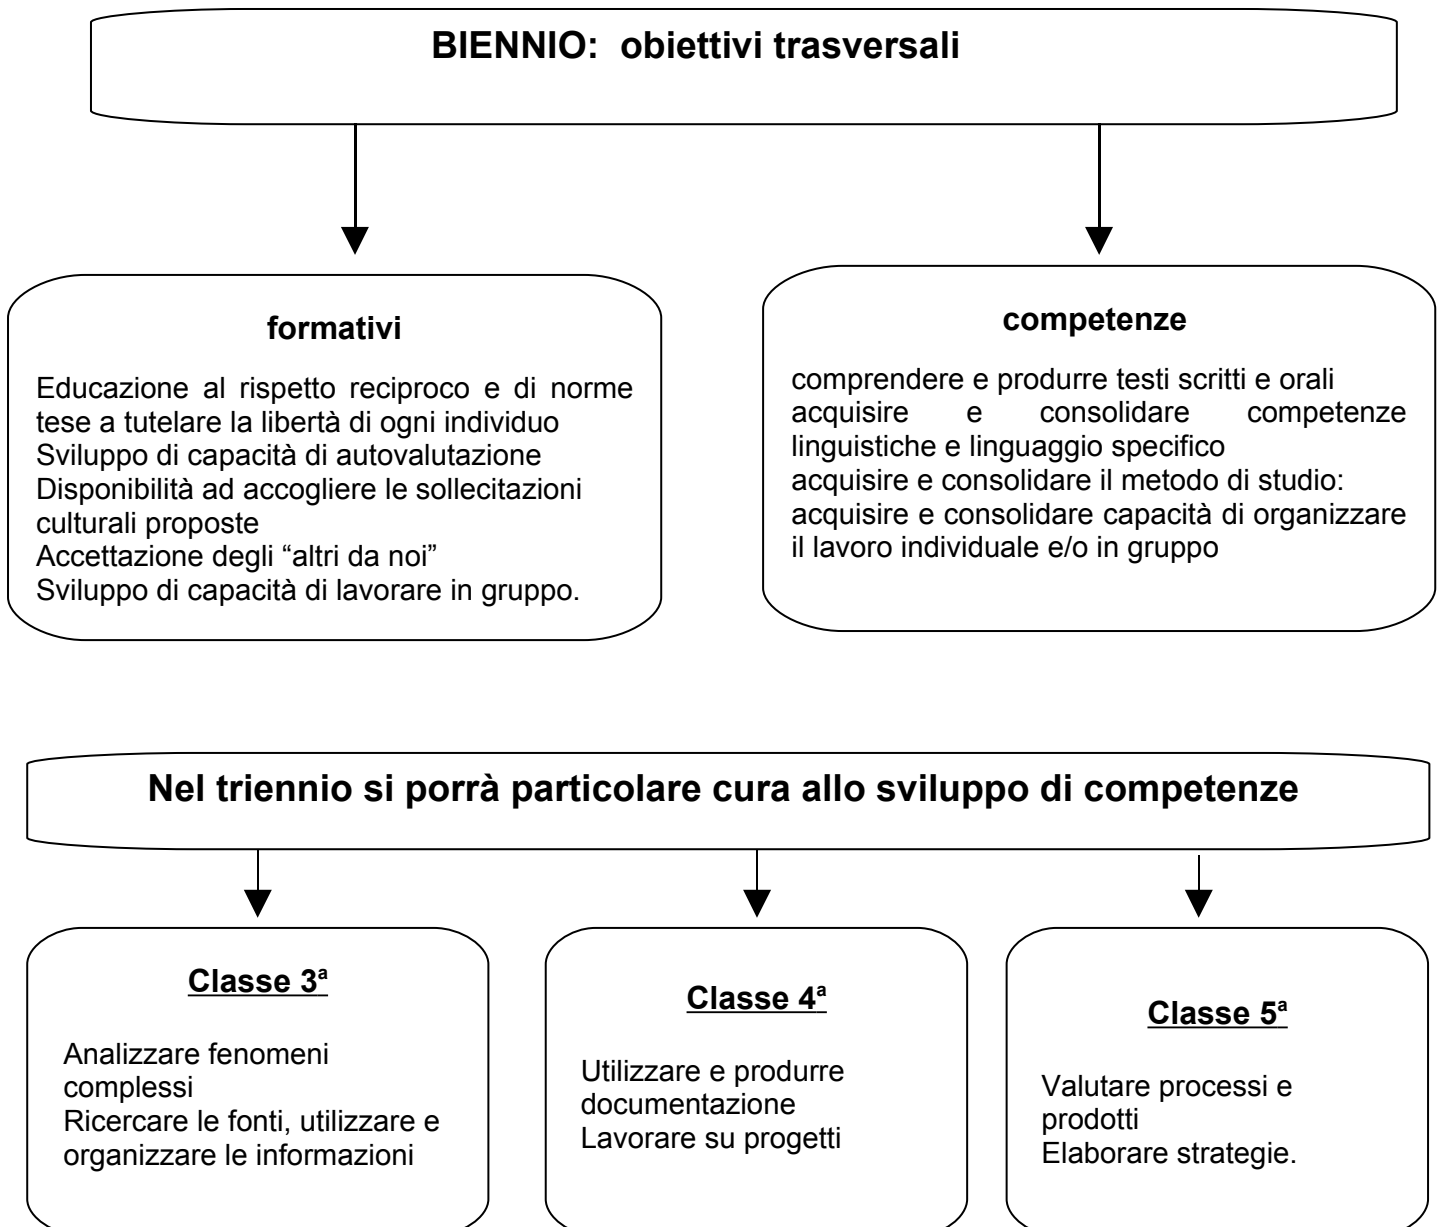 BIENNIO: obiettivi trasversali
formativi
Educazione al rispetto reciproco e di norme
tese a tutelare la libertà di ogni individuo
Sviluppo di capacità di autovalutazione
Disponibilità ad accogliere le sollecitazioni
culturali proposte
Accettazione degli “altri da noi”
Sviluppo di capacità di lavorare in gruppo.
competenze
comprendere e produrre testi scritti e orali
acquisire e consolidare competenze
linguistiche e linguaggio specifico
acquisire e consolidare il metodo di studio:
acquisire e consolidare capacità di organizzare
il lavoro individuale e/o in gruppo
Nel triennio si porrà particolare cura allo sviluppo di competenze
Classe 3ª
Analizzare fenomeni
complessi
Ricercare le fonti, utilizzare e
organizzare le informazioni
Classe 4ª
Utilizzare e produrre
documentazione
Lavorare su progetti
Classe 5ª
Valutare processi e
prodotti
Elaborare strategie.